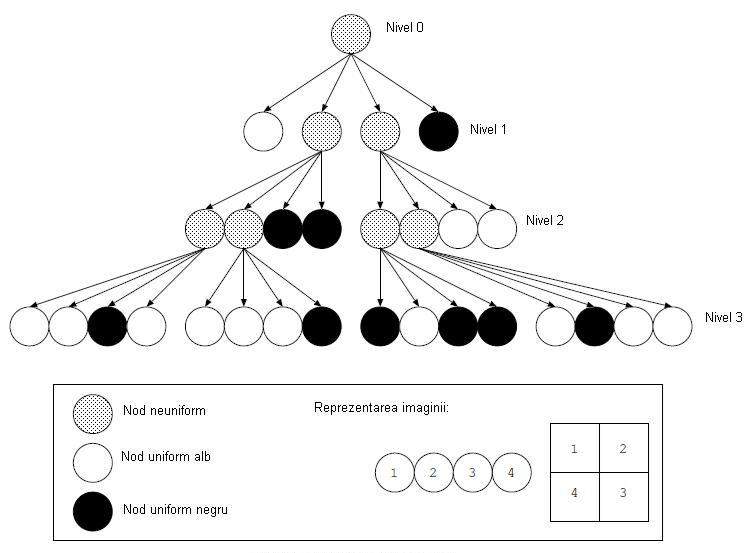 Nivel 0
Nivel 1
Nivel 2
Nivel 3
Nod neuniform
Reprezentarea imaginii:
Nod uniform alb
Nod uniform negru
1 2 3 4
1 2
4 3